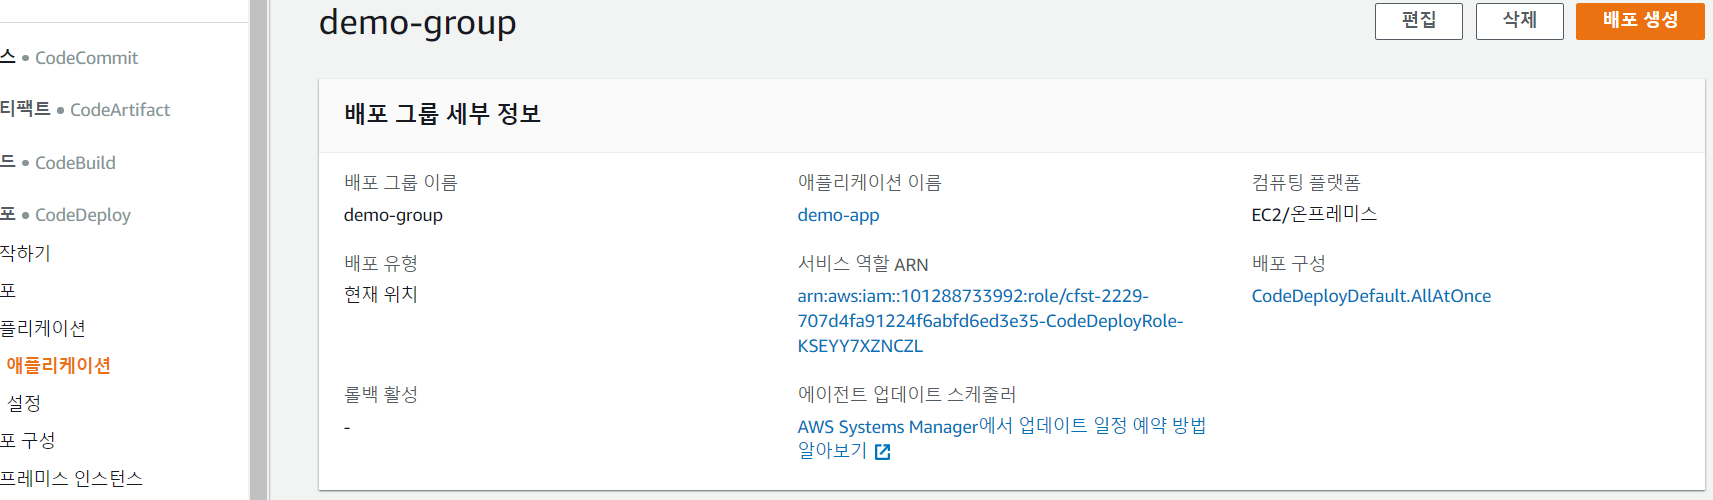 demo-group
편집
삭제
배포 생성
스 • CodeCommit
티팩트 • CodeArtifact
드 • CodeBuild
포 • CodeDeploy
작하기
포
플리케이션
애플리케이션
설정
포 구성
프레미스 인스턴스
배포 그룹 세부 정보
배포 그룹 이름
demo-group
애플리케이션 이름
demo-app
컴퓨팅 플랫폼
EC2/온프레미스
배포 유형
현재 위치
서비스 역할 ARN
arn:aws:iam::101288733992:role/cfst-2229-
707d4fa91224f6abfd6ed3e35-CodeDeployRole-
KSEYY7XZNCZL
배포 구성
CodeDeployDefault.AllAtOnce
롤백 활성
-
에이전트 업데이트 스케줄러
AWS Systems Manager에서 업데이트 일정 예약 방법
알아보기